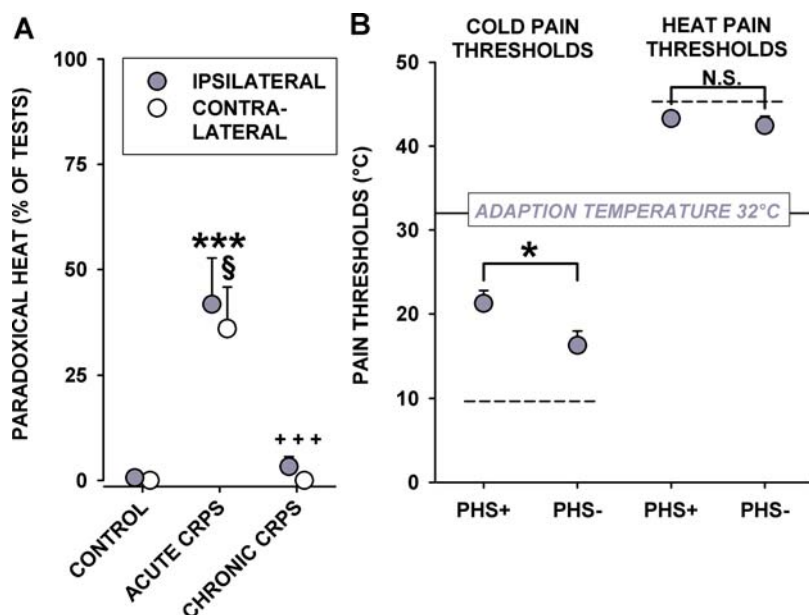 A
PARADOXICAL HEAT (% OF TESTS)
100
75
50
25
0
IPSILATERAL
CONTRA-
LATERAL
***
§
+ + +
CONTROL
ACUTE CRPS
CHRONIC CRPS
B
COLD PAIN
THRESHOLDS
HEAT PAIN
THRESHOLDS
PAIN THRESHOLDS (°C)
50
40
30
20
10
0
N.S.
ADAPTION TEMPERATURE 32°C
*
PHS+
PHS-
PHS+
PHS-